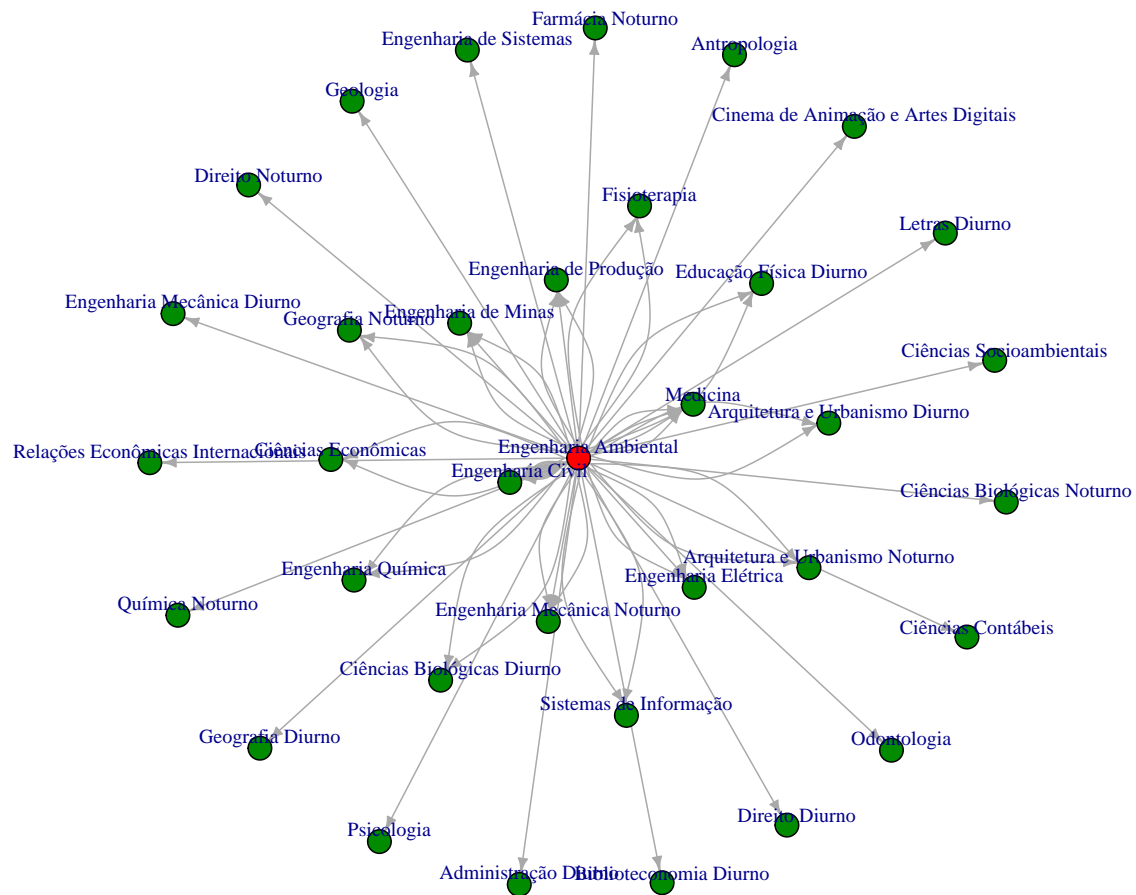 Farmácia Noturno
Engenharia de Sistemas
Antropologia
Geologia
Cinema de Animação e Artes Digitais
Direito Noturno
Fisioterapia
Letras Diurno
Engenharia de Produção
Educação Física Diurno
Engenharia Mecânica Diurno
Engenharia de Minas
Geografia Noturno
Ciências Socioambientais
Medicina
Arquitetura e Urbanismo Diurno
Engenharia Ambiental
Relações Econômicas Internacionais
Ciências Econômicas
Engenharia Civil
Ciências Biológicas Noturno
Arquitetura e Urbanismo Noturno
Engenharia Química
Engenharia Elétrica
Química Noturno
Engenharia Mecânica Noturno
Ciências Contábeis
Ciências Biológicas Diurno
Sistemas de Informação
Geografia Diurno
Odontologia
Direito Diurno
Psicologia
Administração Diurno
Biblioteconomia Diurno